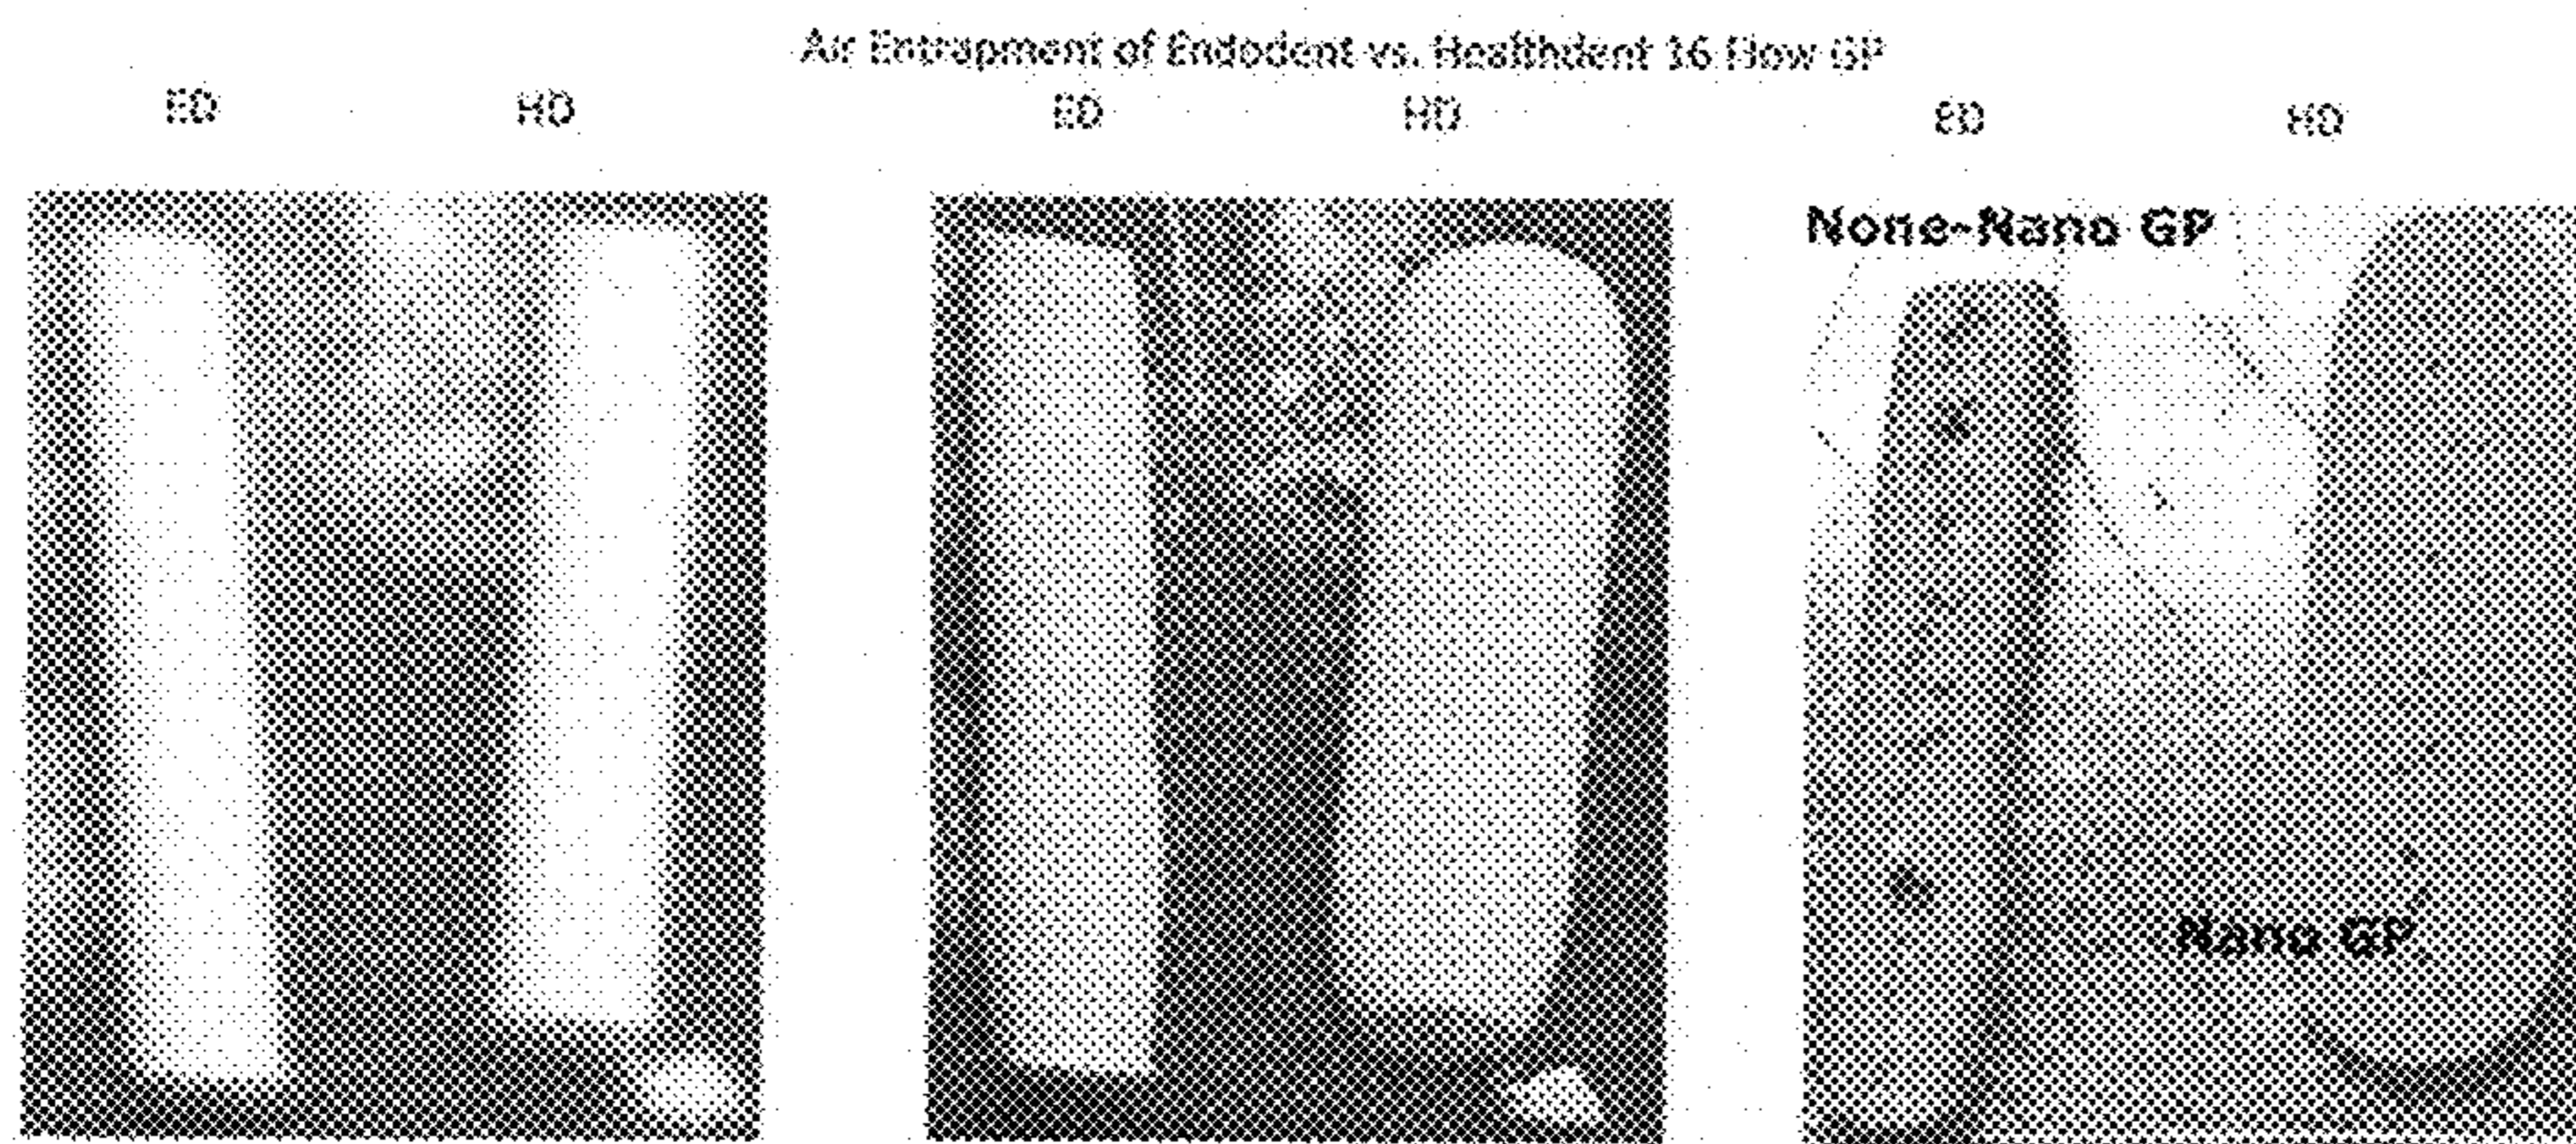 Air Entrapment of Endodent vs. Healthdent 16 Flow GP
ED HD ED HD ED HD
None-Nano GP
Nano GP